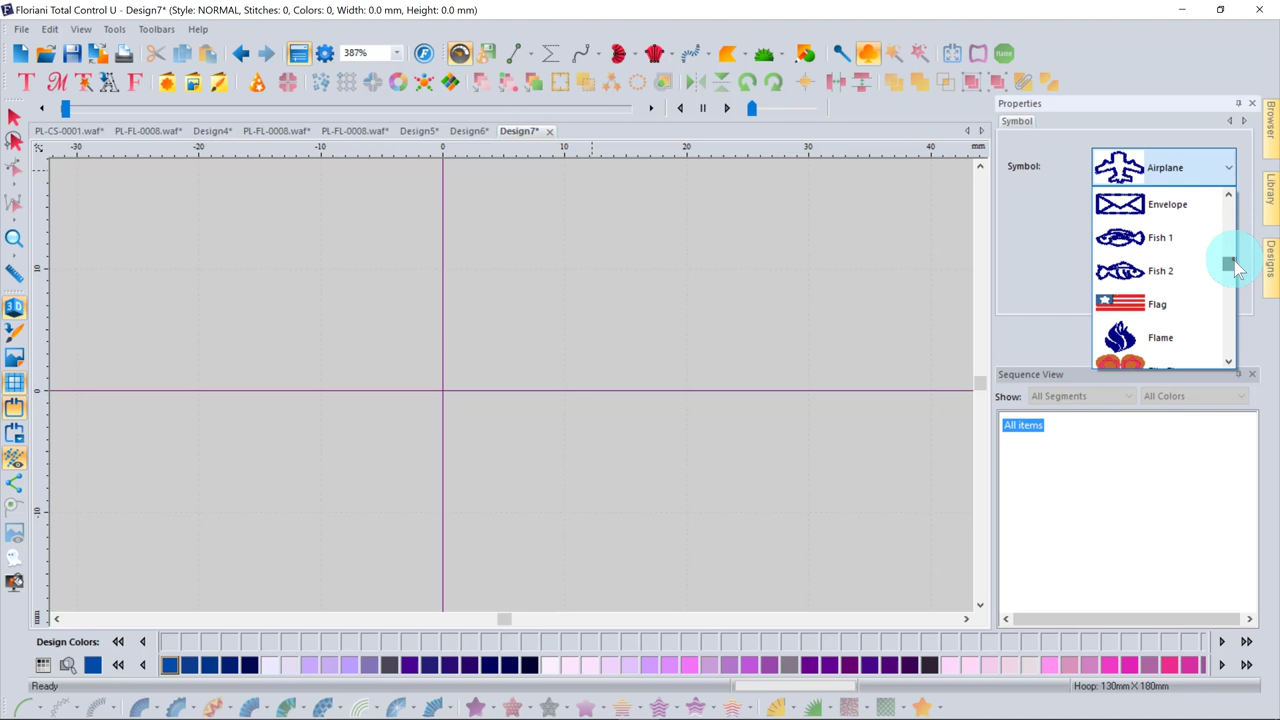 Floriani Total Control U - Design7* (Style: NORMAL, Stitches: 0, Colors: 0, Width: 0.0 mm, Height: 0.0 mm)
File Edit View Tools Toolbars Help
387%
name
PL-CS-0001.waf* PL-FL-0008.waf* Design4* PL-FL-0008.waf* PL-FL-0008.waf* Design5* Design6* Design7*
-30 -20 -10 0 10 20 30 40 mm
10
0
-10
mm
Properties
Symbol
Symbol: Airplane
Envelope
Fish 1
Fish 2
Flag
Flame
Browser
Library
Designs
Sequence View
Show: All Segments All Colors
All items
3D
Design Colors:
Ready
Hoop: 130mm X 180mm